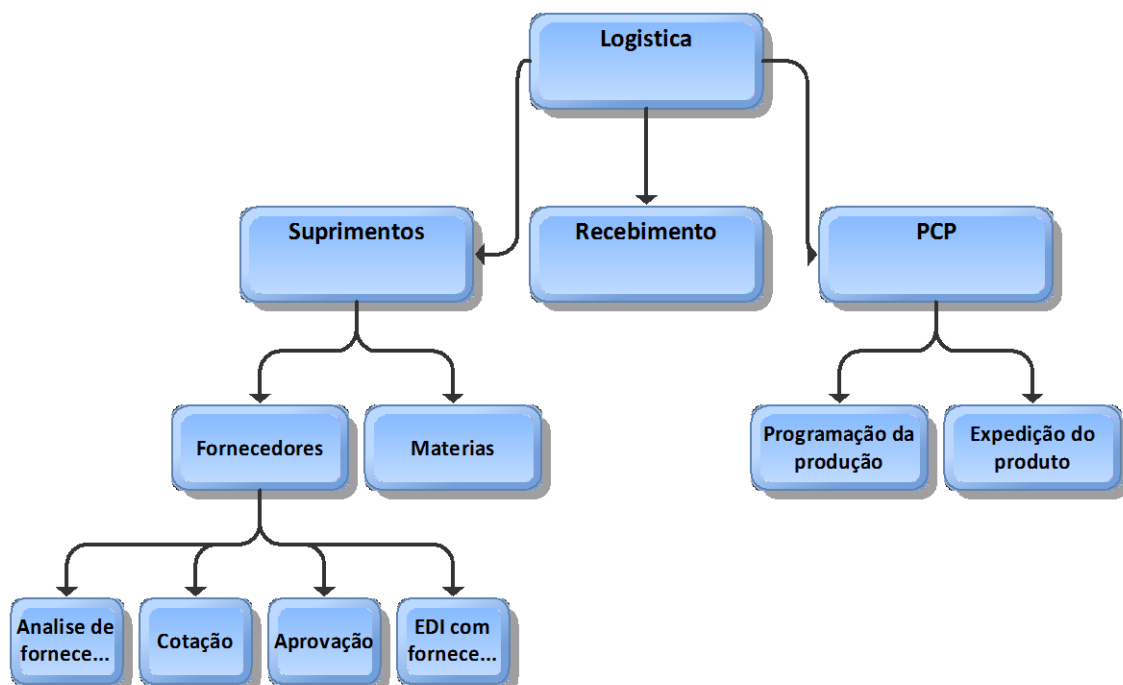 Logistica
Suprimentos
Recebimento
PCP
Fornecedores
Materias
Programação da
produção
Expedição do
produto
Analise de
fornece...
Cotação
Aprovação
EDI com
fornece...